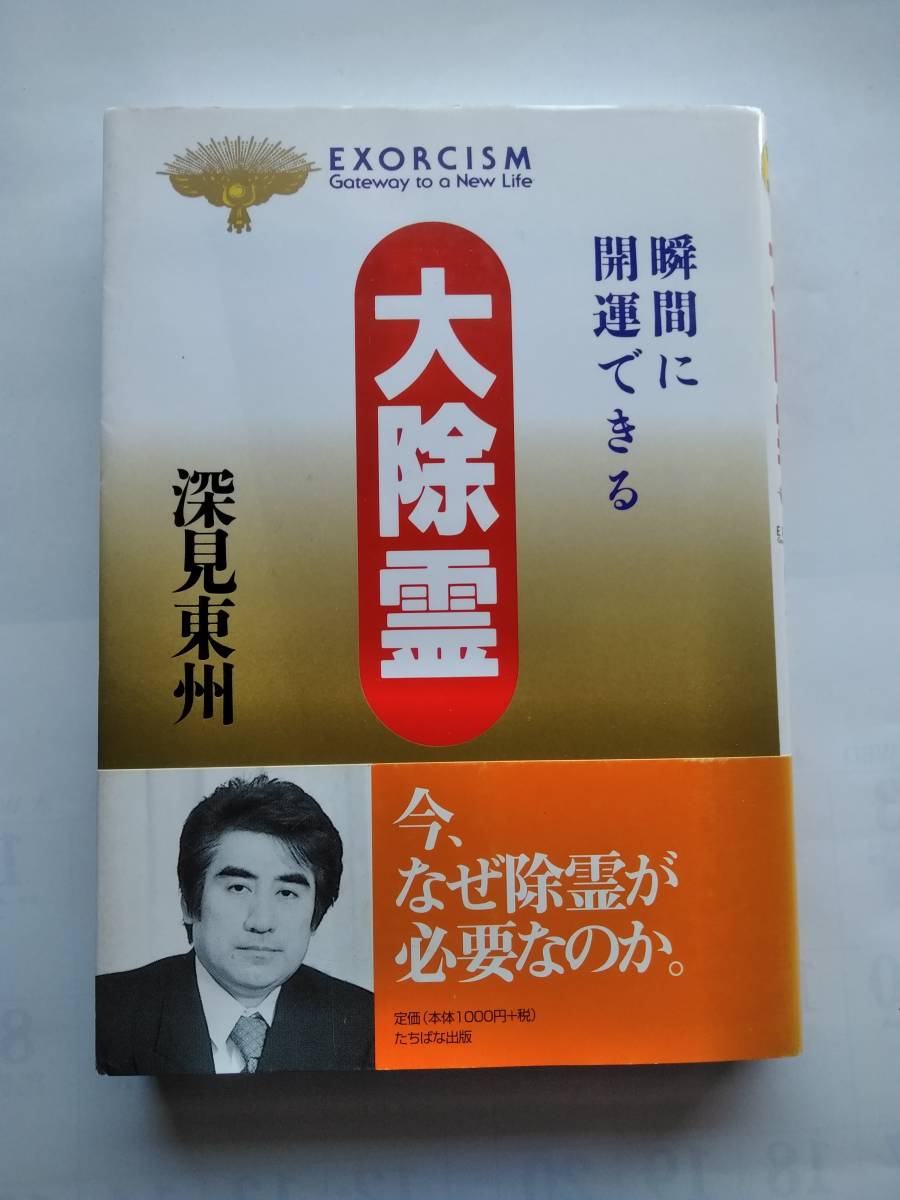 EXORCISM
Gateway to a New Life
瞬間に
開運できる
大除霊
深見東州
今、
なぜ除霊が
必要なのか。
定価（本体1000円+税）
たちばな出版